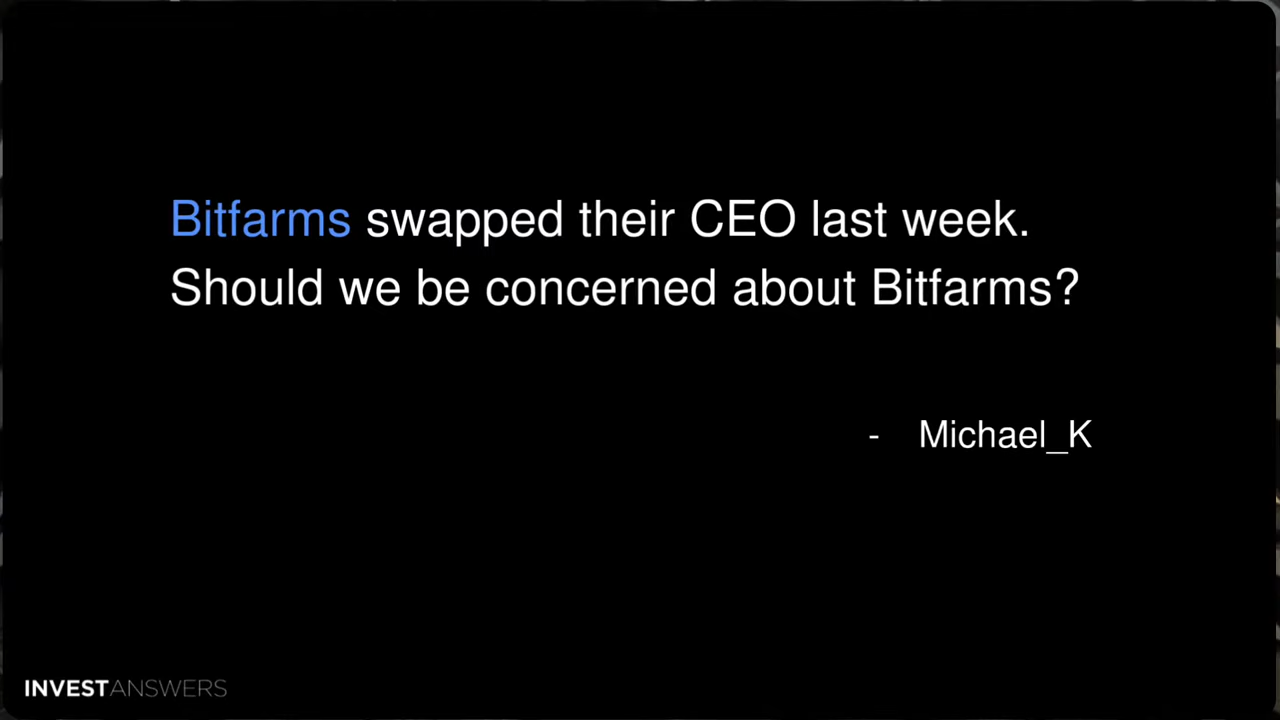 Bitfarms swapped their CEO last week.
Should we be concerned about Bitfarms?
- Michael_K
INVESTANSWERS